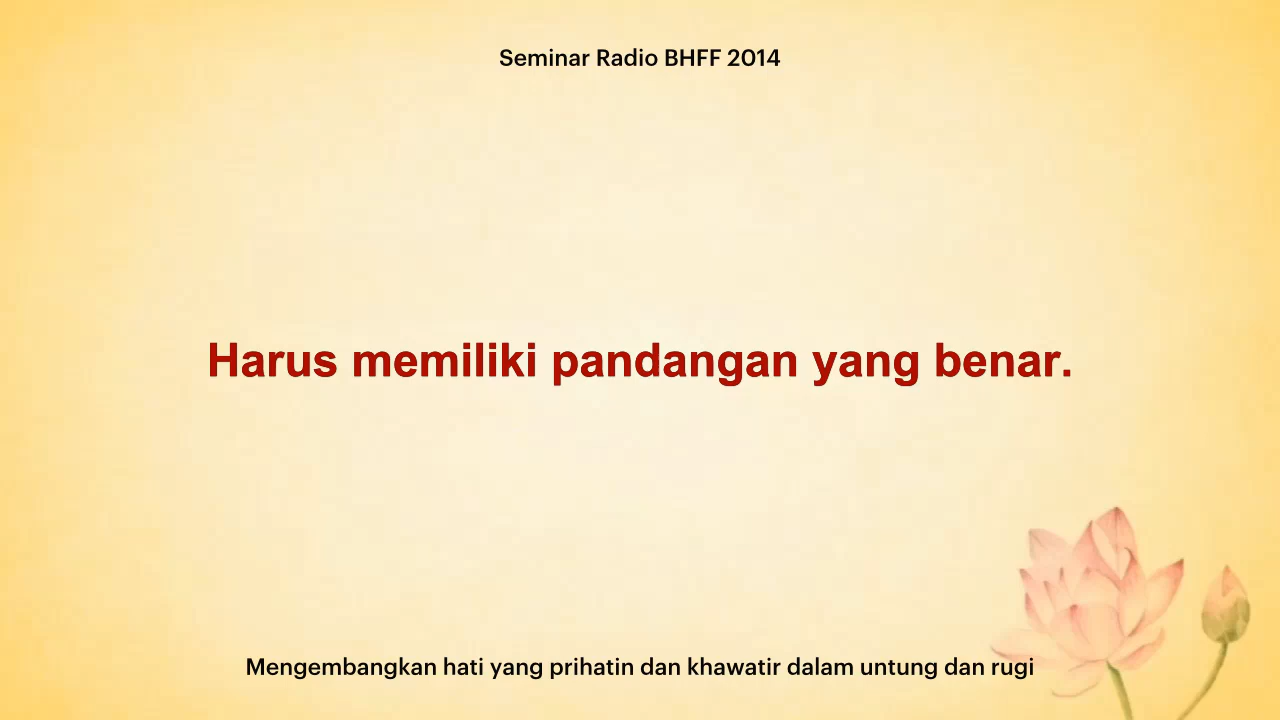 Seminar Radio BHFF 2014
Harus memiliki pandangan yang benar.
Mengembangkan hati yang prihatin dan khawatir dalam untung dan rugi